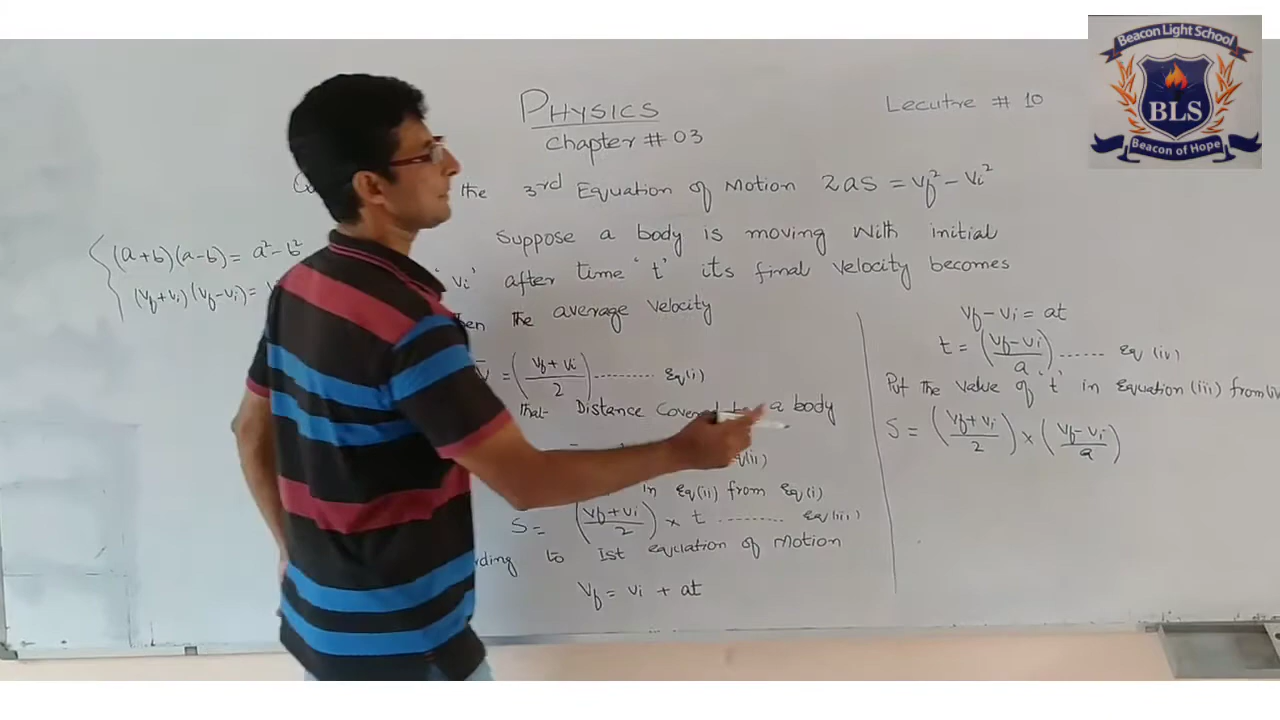 Beacon Light School
BLS
Beacon of Hope
PHYSICS
Lecutre # 10
Chapter # 03
the 3rd Equation of Motion 2as = vf² - vi²
Suppose a body is moving with initial
'vi' after time 't' its final velocity becomes
the average velocity
= (vf + vi / 2) ......... Eq(i)
that Distance Covered a body
in Eq(ii) from Eq(i)
S = (vf + vi / 2) × t ......... Eq(iii)
to Ist equation of Motion
vf = vi + at
(a+b)(a-b) = a² - b²
(vf+vi)(vf-vi) =
vf - vi = at
t = (vf - vi / a) ...... Eq (iv)
Put the value of 't' in Equation (iii) from
S = (vf + vi / 2) × (vf - vi / a)